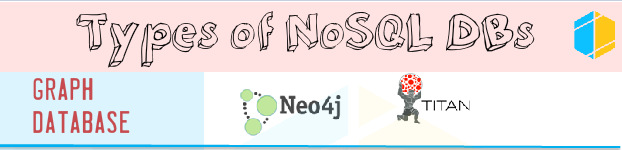 Types of NoSQL DBs
GRAPH
DATABASE
Neo4j
TITAN